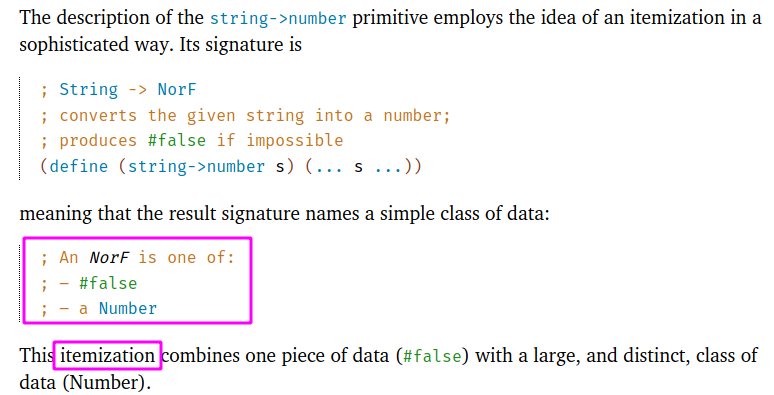 The description of the string->number primitive employs the idea of an itemization in a
sophisticated way. Its signature is
; String -> NorF
; converts the given string into a number;
; produces #false if impossible
(define (string->number s) (... s ...))
meaning that the result signature names a simple class of data:
; An NorF is one of:
; – #false
; – a Number
This itemization combines one piece of data (#false) with a large, and distinct, class of
data (Number).